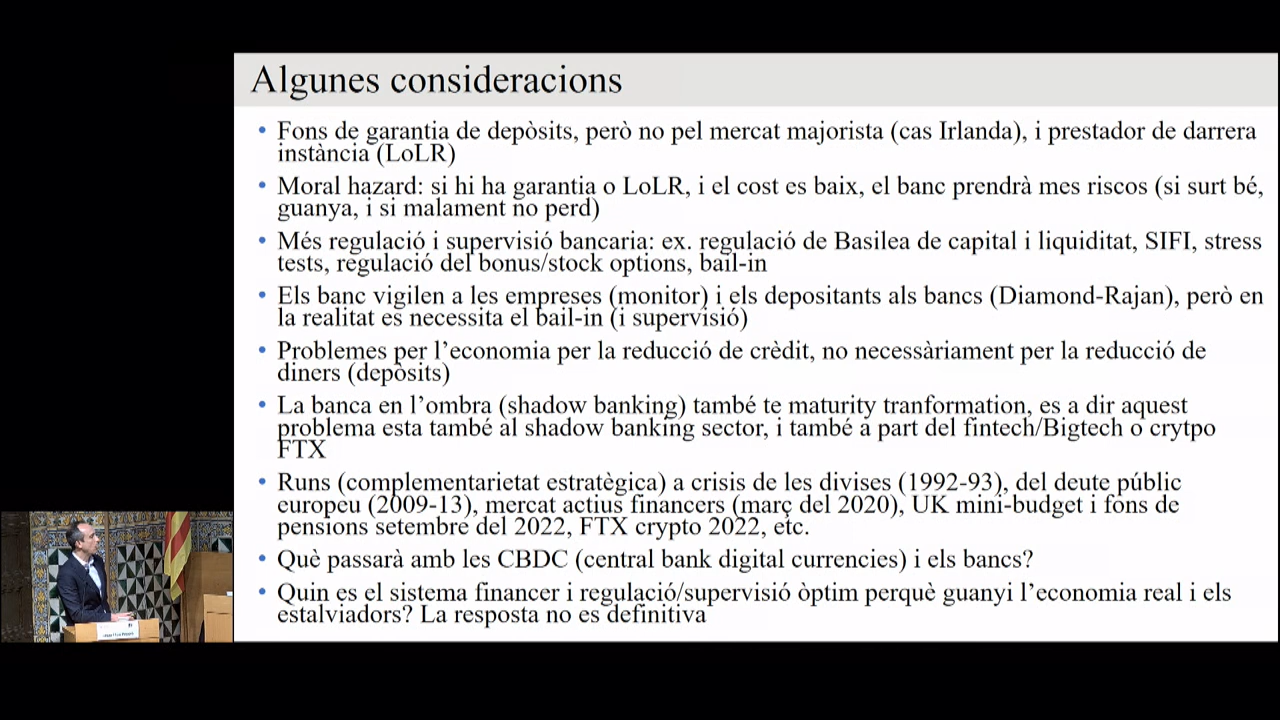 Algunes consideracions
• Fons de garantia de depòsits, però no pel mercat majorista (cas Irlanda), i prestador de darrera
instància (LoLR)
• Moral hazard: si hi ha garantia o LoLR, i el cost es baix, el banc prendrà mes riscos (si surt bé,
guanya, i si malament no perd)
• Més regulació i supervisió bancaria: ex. regulació de Basilea de capital i liquiditat, SIFI, stress
tests, regulació del bonus/stock options, bail-in
• Els banc vigilen a les empreses (monitor) i els depositants als bancs (Diamond-Rajan), però en
la realitat es necessita el bail-in (i supervisió)
• Problemes per l’economia per la reducció de crèdit, no necessàriament per la reducció de
diners (depòsits)
• La banca en l’ombra (shadow banking) també te maturity tranformation, es a dir aquest
problema esta també al shadow banking sector, i també a part del fintech/Bigtech o crytpo
FTX
• Runs (complementarietat estratègica) a crisis de les divises (1992-93), del deute públic
europeu (2009-13), mercat actius financers (març del 2020), UK mini-budget i fons de
pensions setembre del 2022, FTX crypto 2022, etc.
• Què passarà amb les CBDC (central bank digital currencies) i els bancs?
• Quin es el sistema financer i regulació/supervisió òptim perquè guanyi l’economia real i els
estalviadors? La resposta no es definitiva